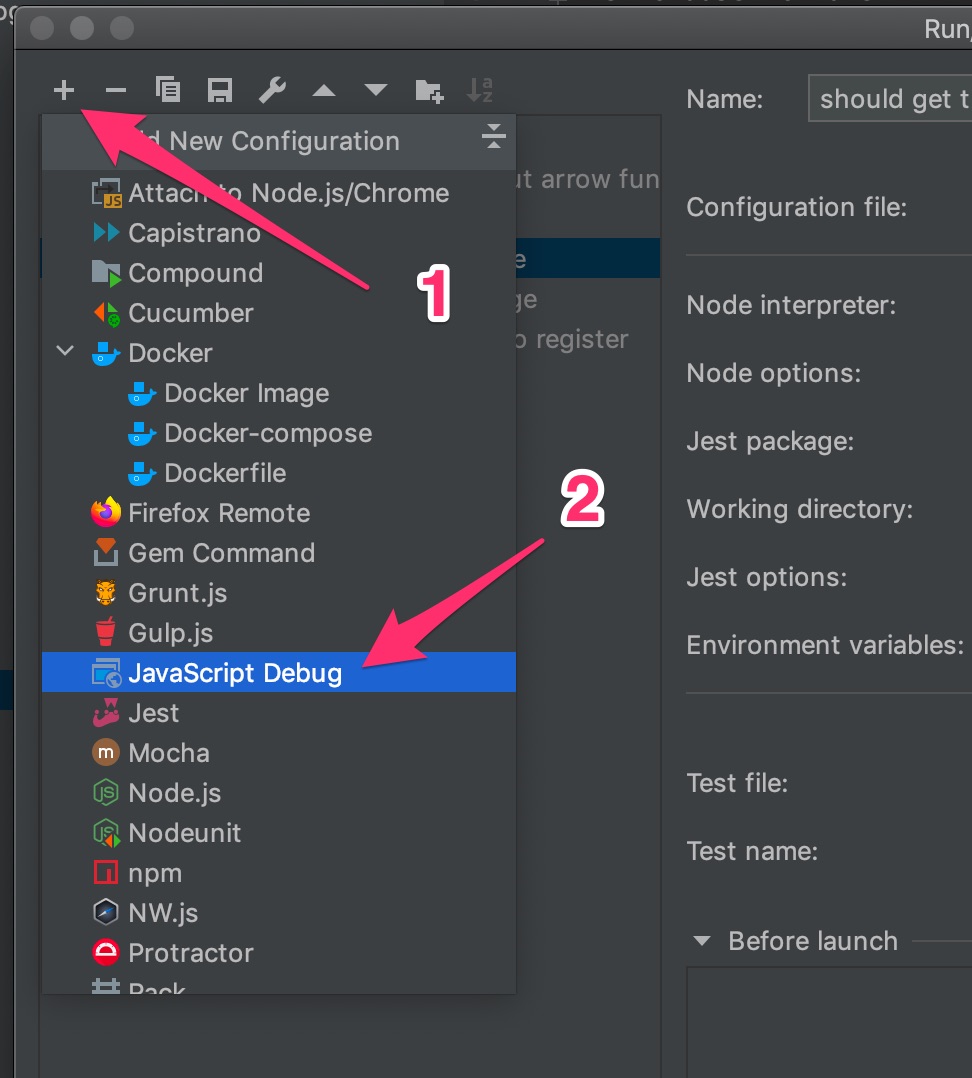 Run
Name:
should get t
d New Configuration
ut arrow fun
Attach to Node.js/Chrome
Configuration file:
Capistrano
e
Compound
1
ge
Node interpreter:
Cucumber
o register
Docker
Node options:
Docker Image
Docker-compose
Jest package:
Dockerfile
2
Firefox Remote
Working directory:
Gem Command
Jest options:
Grunt.js
Gulp.js
Environment variables:
JavaScript Debug
Jest
Mocha
Node.js
Test file:
Nodeunit
Test name:
npm
NW.js
Before launch
Protractor
Rack